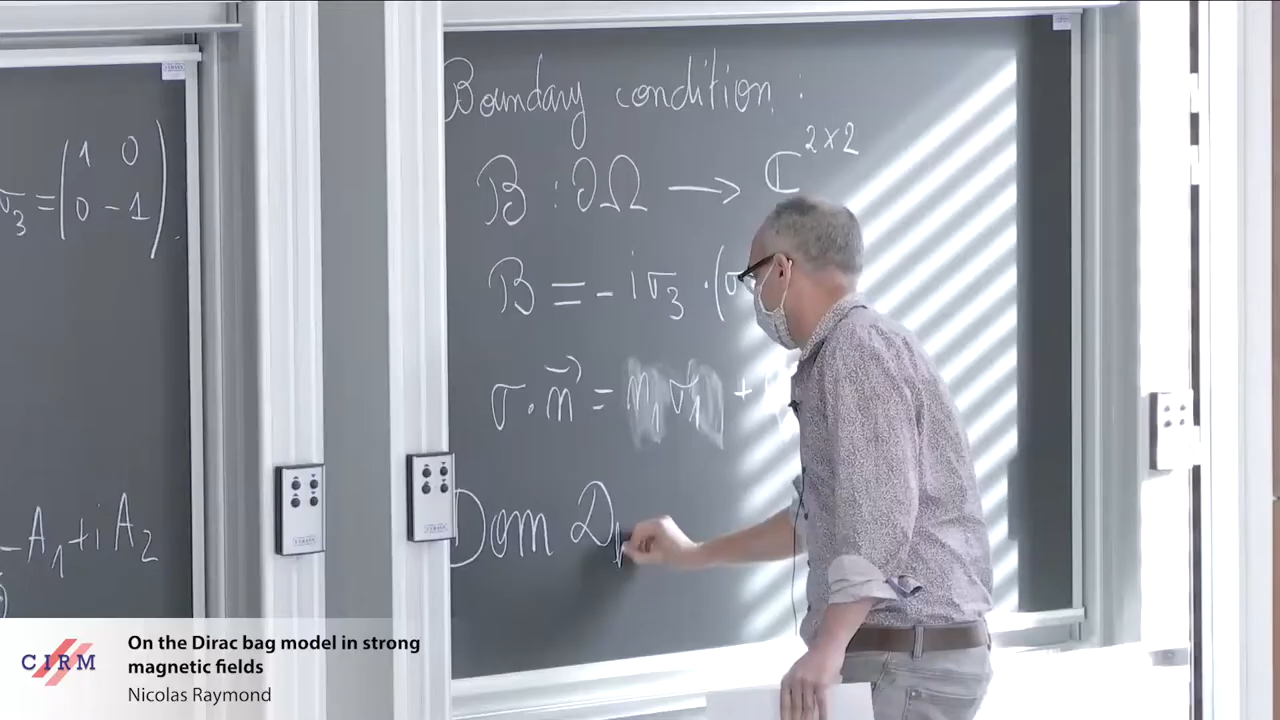 σ₃ = (1 0
0 -1).
-A₁+iA₂
Boundary condition :
B : ∂Ω → ℂ^{2×2}
B = - iσ₃ ·(σ
σ·n⃗ = n₁σ₁ +
Dom D
CIRM
On the Dirac bag model in strong
magnetic fields
Nicolas Raymond